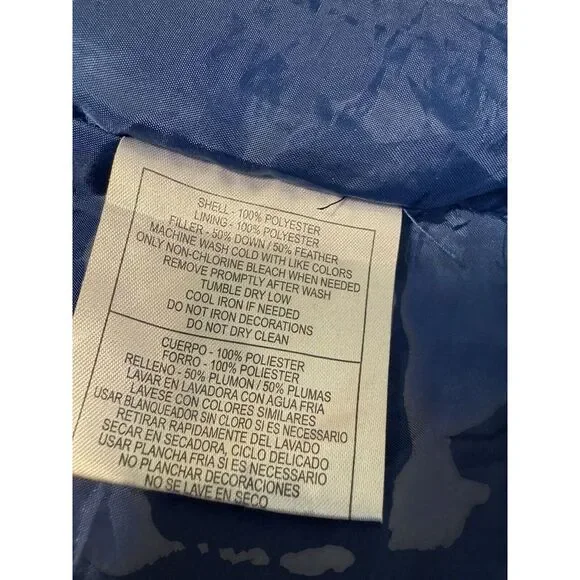 SHELL - 100% POLYESTER
LINING - 100% POLYESTER
FILLER - 50% DOWN / 50% FEATHER
MACHINE WASH COLD WITH LIKE COLORS
ONLY NON-CHLORINE BLEACH WHEN NEEDED
REMOVE PROMPTLY AFTER WASH
TUMBLE DRY LOW
COOL IRON IF NEEDED
DO NOT IRON DECORATIONS
DO NOT DRY CLEAN
CUERPO - 100% POLIESTER
FORRO - 100% POLIESTER
RELLENO - 50% PLUMON / 50% PLUMAS
LAVAR EN LAVADORA CON AGUA FRIA
LÁVESE CON COLORES SIMILARES
USAR BLANQUEADOR SIN CLORO SI ES NECESARIO
RETIRAR RAPIDAMENTE DEL LAVADO
SECAR EN SECADORA, CICLO DELICADO
USAR PLANCHA FRIA SI ES NECESARIO
NO PLANCHAR DECORACIONES
NO SE LAVE EN SECO